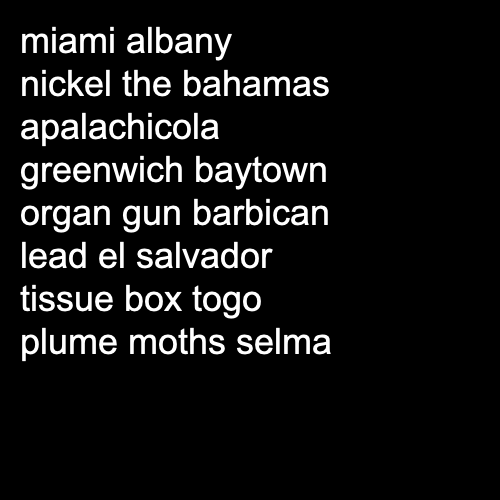 miami albany
nickel the bahamas
apalachicola
greenwich baytown
organ gun barbican
lead el salvador
tissue box togo
plume moths selma